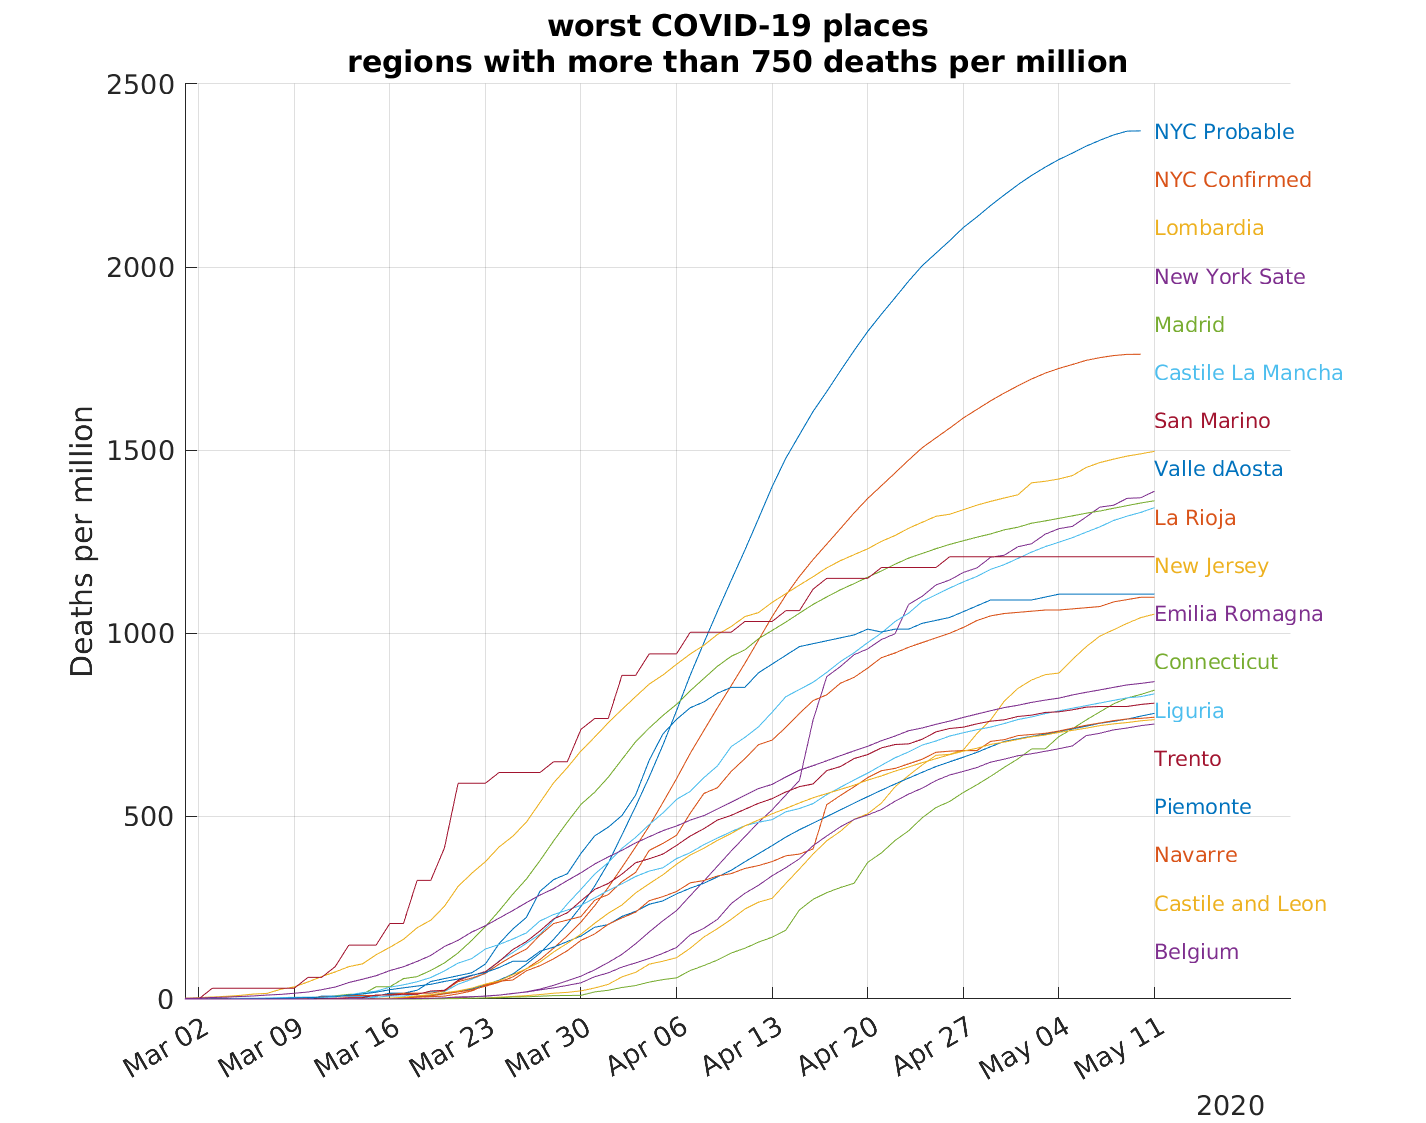 worst COVID-19 places
regions with more than 750 deaths per million
Deaths per million
2500
2000
1500
1000
500
0
NYC Probable
NYC Confirmed
Lombardia
New York Sate
Madrid
Castile La Mancha
San Marino
Valle dAosta
La Rioja
New Jersey
Emilia Romagna
Connecticut
Liguria
Trento
Piemonte
Navarre
Castile and Leon
Belgium
Mar 02
Mar 09
Mar 16
Mar 23
Mar 30
Apr 06
Apr 13
Apr 20
Apr 27
May 04
May 11
2020